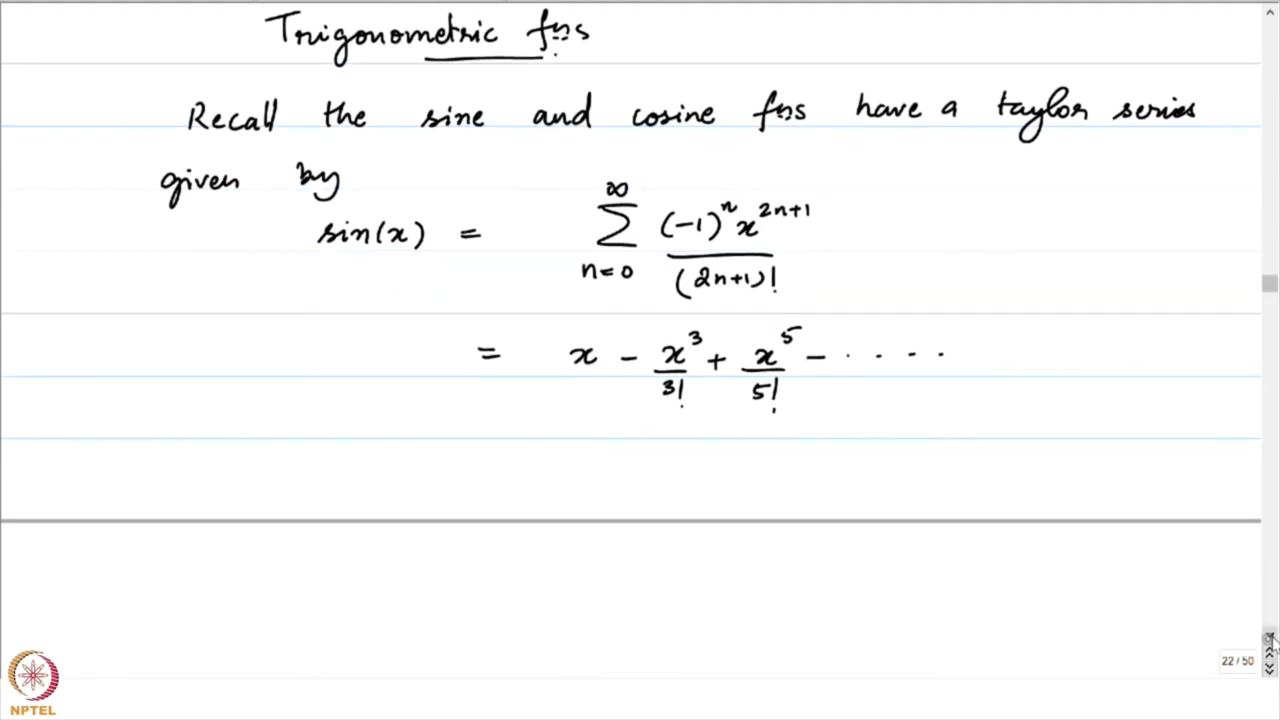 Trigonometric fns
Recall the sine and cosine fns have a taylor series
given by
sin(x) = ∑_{n=0}^{∞} (-1)^n x^{2n+1} / (2n+1)!
= x - x^3/3! + x^5/5! - . . . .
22 / 50
NPTEL